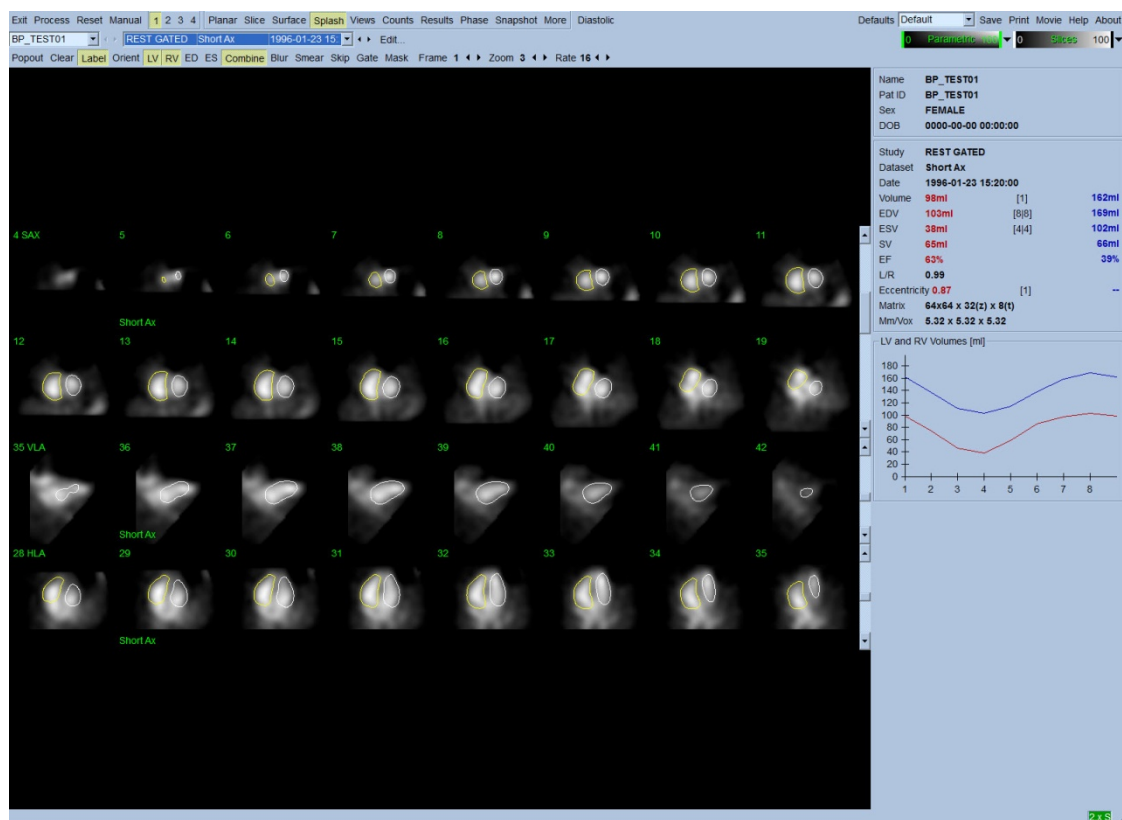 Exit Process Reset Manual 1 2 3 4 Planar Slice Surface Splash Views Counts Results Phase Snapshot More Diastolic Defaults Default Save Print Movie Help About
BP_TEST01 REST GATED Short Ax 1996-01-23 15: Edit... 0 Parametric 0 Slices 100
Popout Clear Label Orient LV RV ED ES Combine Blur Smear Skip Gate Mask Frame 1 Zoom 3 Rate 16
Name BP_TEST01
Pat ID BP_TEST01
Sex FEMALE
DOB 0000-00-00 00:00:00
Study REST GATED
Dataset Short Ax
Date 1996-01-23 15:20:00
Volume 98ml [1] 162ml
EDV 103ml [8|8] 169ml
ESV 38ml [4|4] 102ml
SV 65ml 66ml
EF 63% 39%
L/R 0.99
Eccentricity 0.87 [1] --
Matrix 64x64 x 32(z) x 8(t)
Mm/Vox 5.32 x 5.32 x 5.32
LV and RV Volumes [ml]
180
160
140
120
100
80
60
40
20
0
1 2 3 4 5 6 7 8
4 SAX 5 6 7 8 9 10 11
Short Ax
12 13 14 15 16 17 18 19
35 VLA 36 37 38 39 40 41 42
Short Ax
28 HLA 29 30 31 32 33 34 35
Short Ax
2 x S